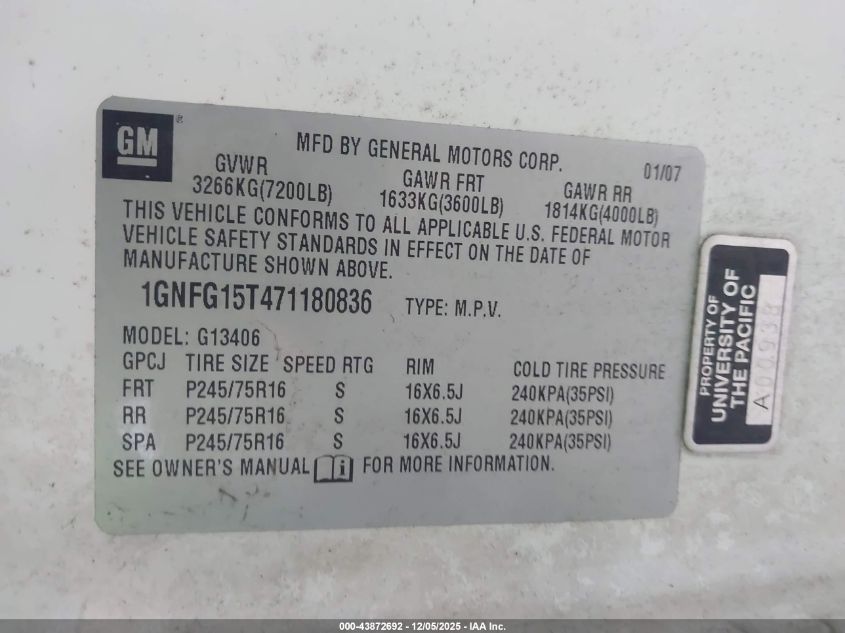 GM®
MFD BY GENERAL MOTORS CORP. 01/07
GVWR GAWR FRT GAWR RR
3266KG(7200LB) 1633KG(3600LB) 1814KG(4000LB)
THIS VEHICLE CONFORMS TO ALL APPLICABLE U.S. FEDERAL MOTOR
VEHICLE SAFETY STANDARDS IN EFFECT ON THE DATE OF
MANUFACTURE SHOWN ABOVE.
1GNFG15T471180836 TYPE: M.P.V.
MODEL: G13406
GPCJ TIRE SIZE SPEED RTG RIM COLD TIRE PRESSURE
FRT P245/75R16 S 16X6.5J 240KPA(35PSI)
RR P245/75R16 S 16X6.5J 240KPA(35PSI)
SPA P245/75R16 S 16X6.5J 240KPA(35PSI)
SEE OWNER'S MANUAL i FOR MORE INFORMATION.
PROPERTY OF
UNIVERSITY OF
THE PACIFIC
A00938
000-43872692 - 12/05/2025 - IAA Inc.